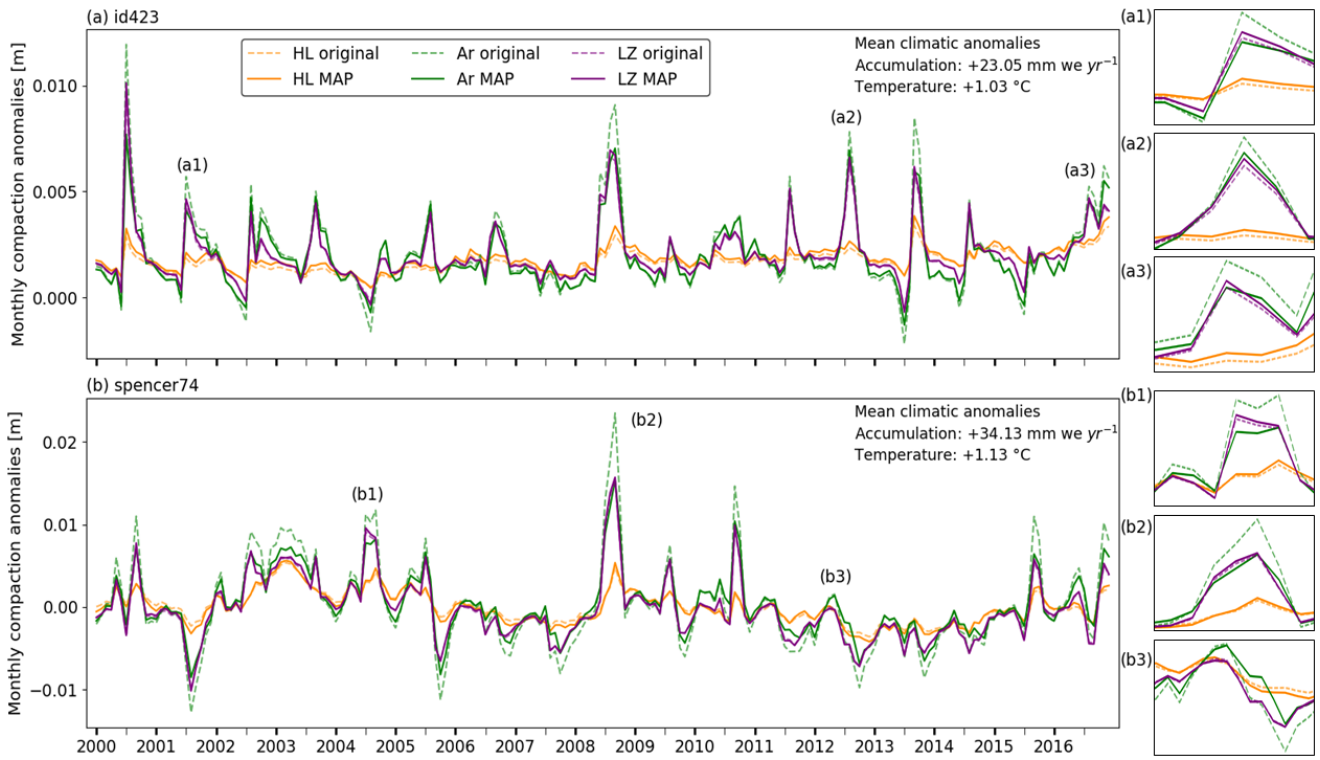 (a) id423
(a1)
Monthly compaction anomalies [m]
HL original
Ar original
LZ original
HL MAP
Ar MAP
LZ MAP
Mean climatic anomalies
Accumulation: +23.05 mm we yr⁻¹
Temperature: +1.03 °C
0.010
0.005
0.000
(a1)
(a2)
(a3)
(a2)
(a3)
(b) spencer74
(b1)
Monthly compaction anomalies [m]
Mean climatic anomalies
Accumulation: +34.13 mm we yr⁻¹
Temperature: +1.13 °C
0.02
0.01
0.00
−0.01
(b1)
(b2)
(b3)
(b2)
(b3)
2000 2001 2002 2003 2004 2005 2006 2007 2008 2009 2010 2011 2012 2013 2014 2015 2016